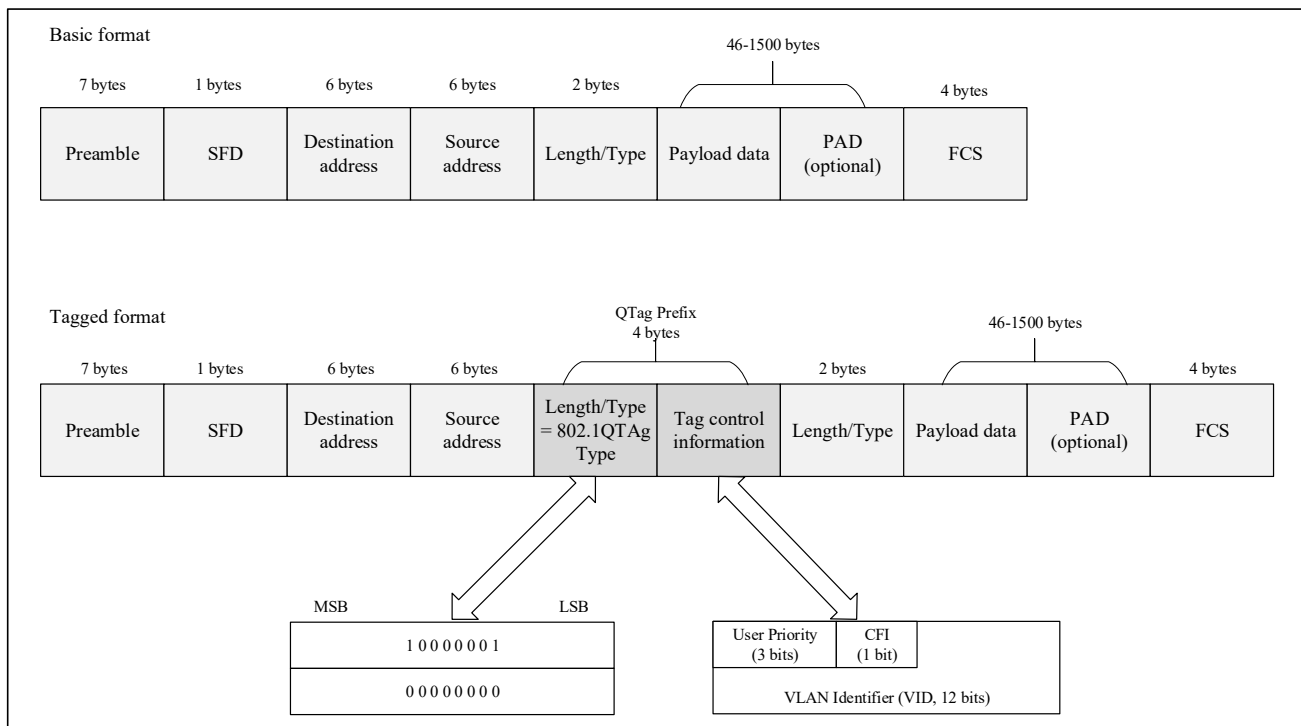 Basic format
46-1500 bytes
7 bytes
1 bytes
6 bytes
6 bytes
2 bytes
4 bytes
Preamble
SFD
Destination
address
Source
address
Length/Type
Payload data
PAD
(optional)
FCS
Tagged format
QTag Prefix
4 bytes
46-1500 bytes
7 bytes
1 bytes
6 bytes
6 bytes
2 bytes
4 bytes
Preamble
SFD
Destination
address
Source
address
Length/Type
= 802.1QTAg
Type
Tag control
information
Length/Type
Payload data
PAD
(optional)
FCS
MSB
LSB
1 0 0 0 0 0 0 1
0 0 0 0 0 0 0 0
User Priority
(3 bits)
CFI
(1 bit)
VLAN Identifier (VID, 12 bits)